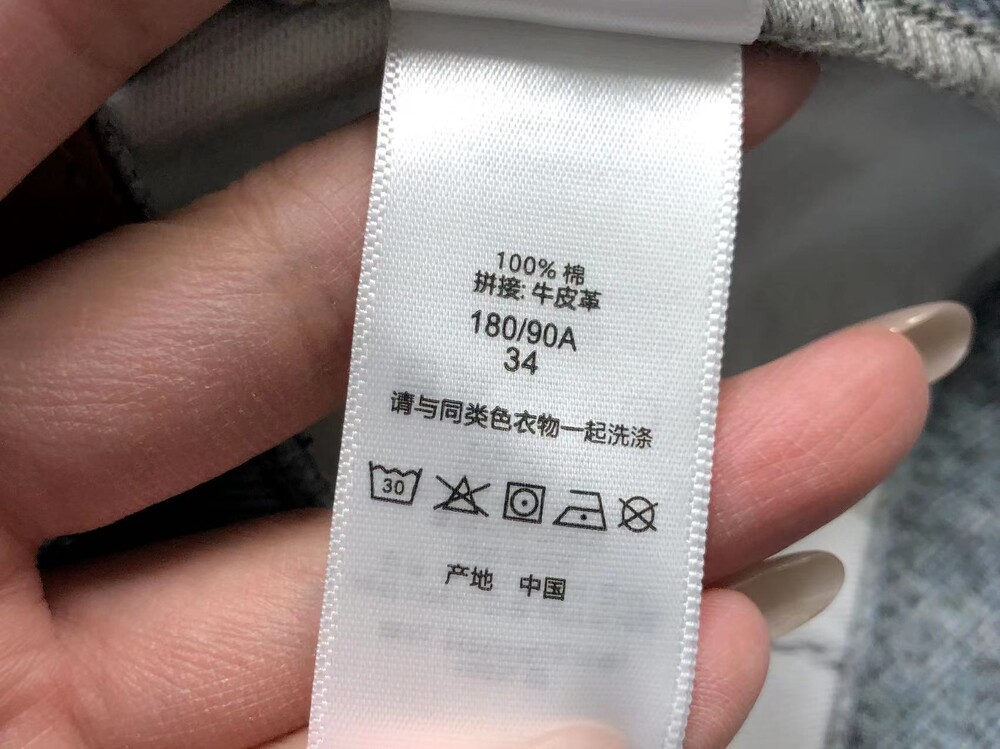 100% 棉
拼接: 牛皮革
180/90A
34
请与同类色衣物一起洗涤
30
产地 中国